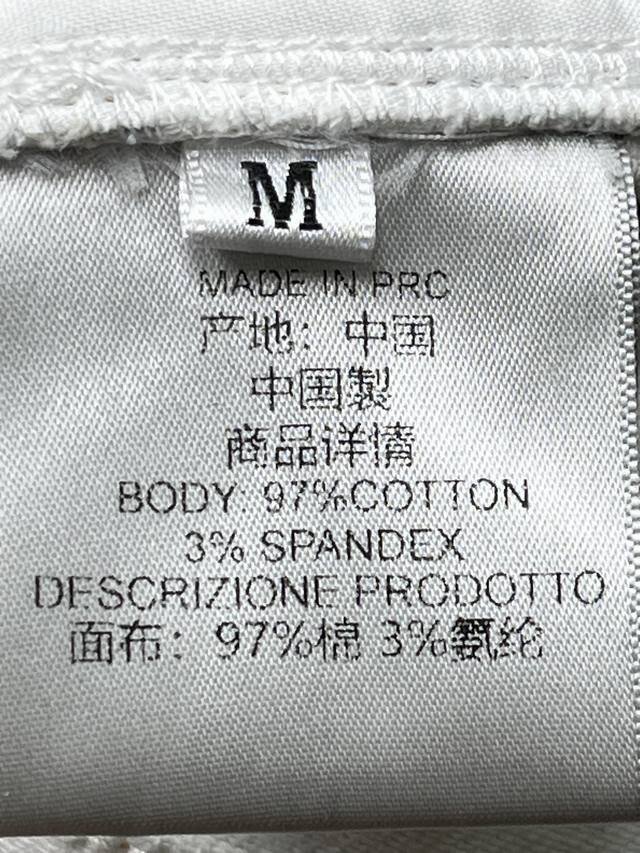 M
MADE IN PRC
产地：中国
中国製
商品详情
BODY: 97%COTTON
3% SPANDEX
DESCRIZIONE PRODOTTO
面布：97%棉 3%氨纶